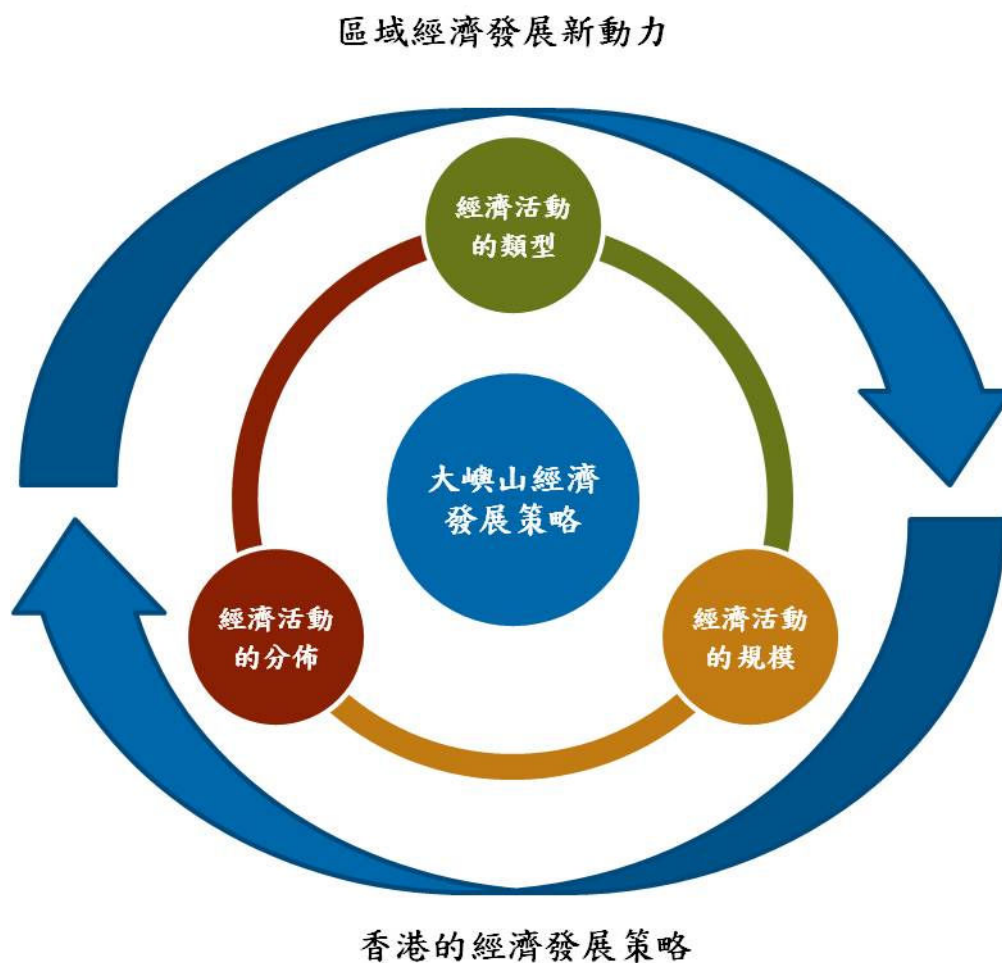 區域經濟發展新動力
經濟活動
的類型
大嶼山經濟
發展策略
經濟活動
的分佈
經濟活動
的規模
香港的經濟發展策略